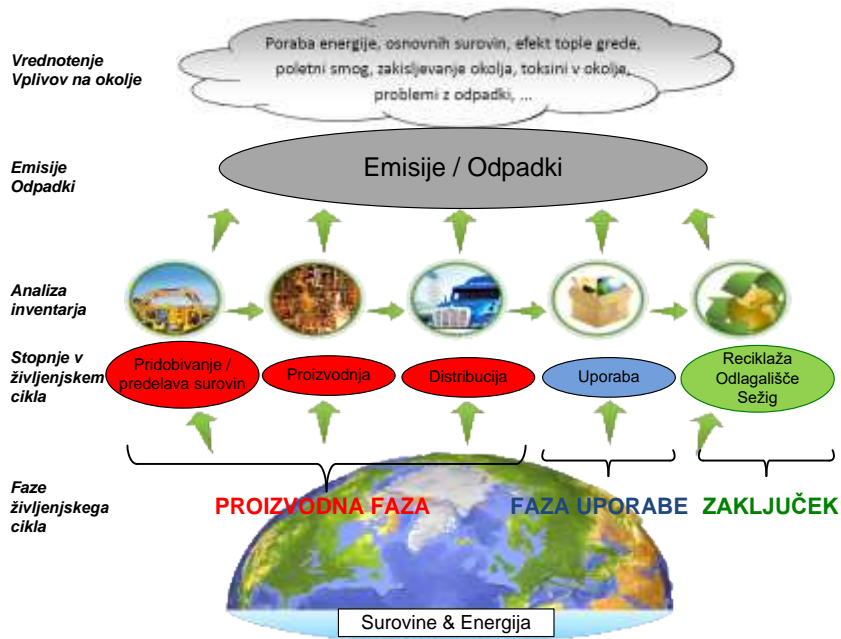 Vrednotenje
Vplivov na okolje
Poraba energije, osnovnih surovin, efekt tople grede,
poletni smog, zakisljevanje okolja, toksini v okolje,
problemi z odpadki, ...
Emisije
Odpadki
Emisije / Odpadki
Analiza
inventarja
Stopnje v
življenjskem
cikla
Pridobivanje /
predelava surovin
Proizvodnja
Distribucija
Uporaba
Reciklaža
Odlagališče
Sežig
Faze
življenjskega
cikla
PROIZVODNA FAZA
FAZA UPORABE
ZAKLJUČEK
Surovine & Energija